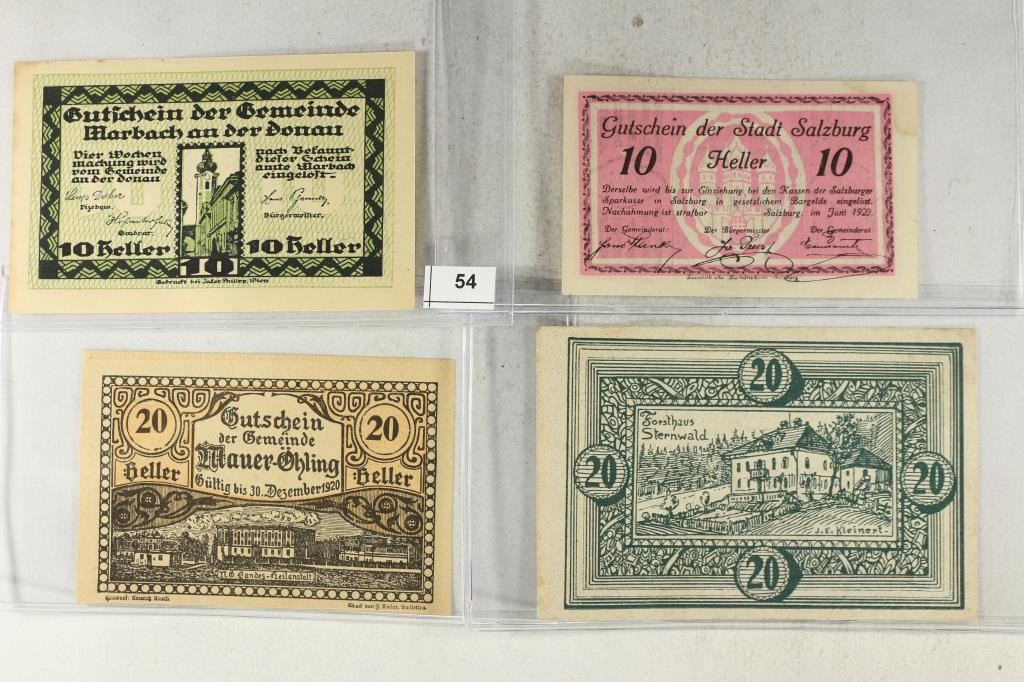 Gutschein der Gemeinde
Marbach an der Donau
Vier Wochen
machung wird
vom Gemeinde
an der Donau
nach Bekannt-
dieser Schein
amte Marbach
eingelöst.
Vizebgm.
Bürgermeister.
Gmdrat.
10 Heller
10 Heller
10
Gedruckt bei Jakob Philipp, Wien
54
Gutschein der Stadt Salzburg
10 Heller 10
Derselbe wird bis zur Einziehung bei den Kassen der Salzburger
Sparkasse in Salzburg in gesetzlichem Bargelde eingelöst.
Nachahmung ist strafbar Salzburg, im Juni 1920.
Der Gemeinderat: Der Bürgermeister Der Gemeinderat
20 20
Gutschein
der Gemeinde
Mauer-Öhling
Heller Heller
Gültig bis 30. Dezember 1920
N.Ö. Landes-Heilanstalt
20
Forsthaus
Sternwald
20
20
J.E. Kleinert.
20